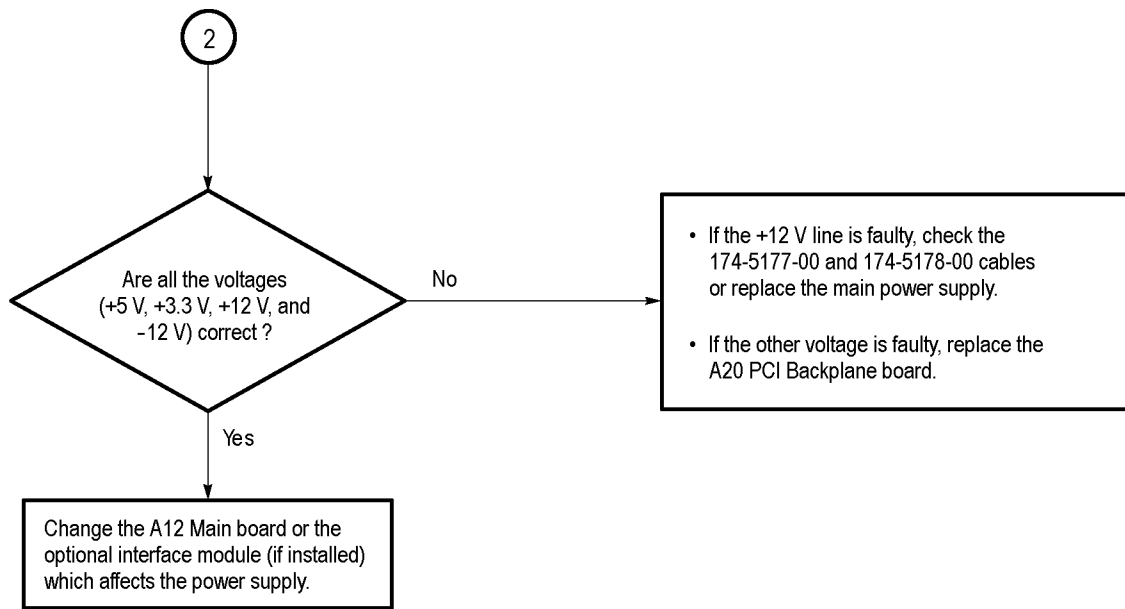 2
Are all the voltages
(+5 V, +3.3 V, +12 V, and
−12 V) correct ?
No
• If the +12 V line is faulty, check the
174-5177-00 and 174-5178-00 cables
or replace the main power supply.
• If the other voltage is faulty, replace the
A20 PCI Backplane board.
Yes
Change the A12 Main board or the
optional interface module (if installed)
which affects the power supply.